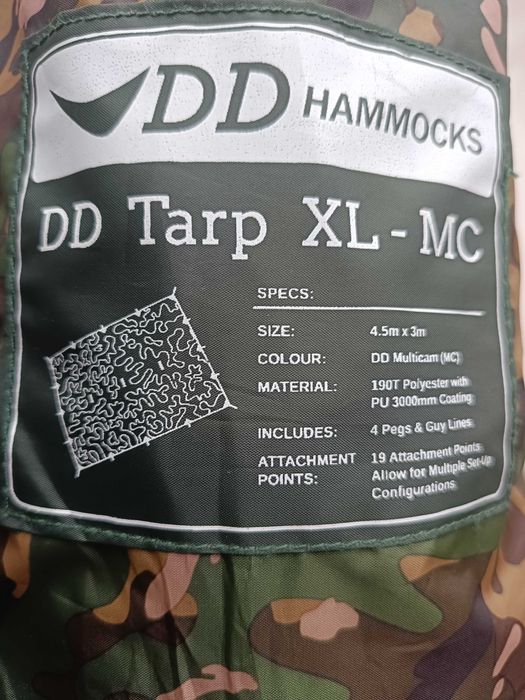 DD HAMMOCKS
DD Tarp XL - MC
SPECS:
SIZE: 4.5m x 3m
COLOUR: DD Multicam (MC)
MATERIAL: 190T Polyester with
PU 3000mm Coating
INCLUDES: 4 Pegs & Guy Lines
ATTACHMENT 19 Attachment Points
POINTS: Allow for Multiple Set-Up
Configurations